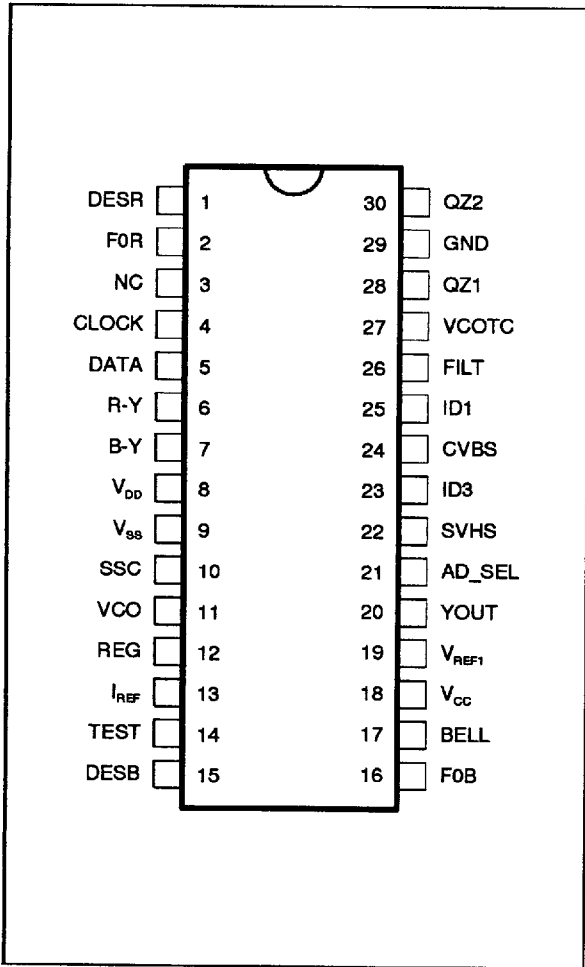 DESR 1 30 QZ2
F0R 2 29 GND
NC 3 28 QZ1
CLOCK 4 27 VCOTC
DATA 5 26 FILT
R-Y 6 25 ID1
B-Y 7 24 CVBS
VDD 8 23 ID3
VSS 9 22 SVHS
SSC 10 21 AD_SEL
VCO 11 20 YOUT
REG 12 19 VREF1
IREF 13 18 VCC
TEST 14 17 BELL
DESB 15 16 F0B